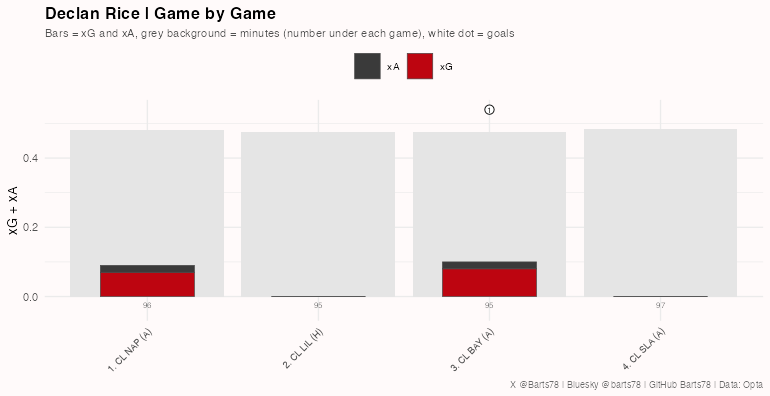 Declan Rice | Game by Game
Bars = xG and xA, grey background = minutes (number under each game), white dot = goals
xA xG
xG + xA
0.4
0.2
0.0
1
96 95 95 97
1. CL NAP (A)
2. CL LIL (H)
3. CL BAY (A)
4. CL SLA (A)
X @Barts78 | Bluesky @barts78 | GitHub Barts78 | Data: Opta